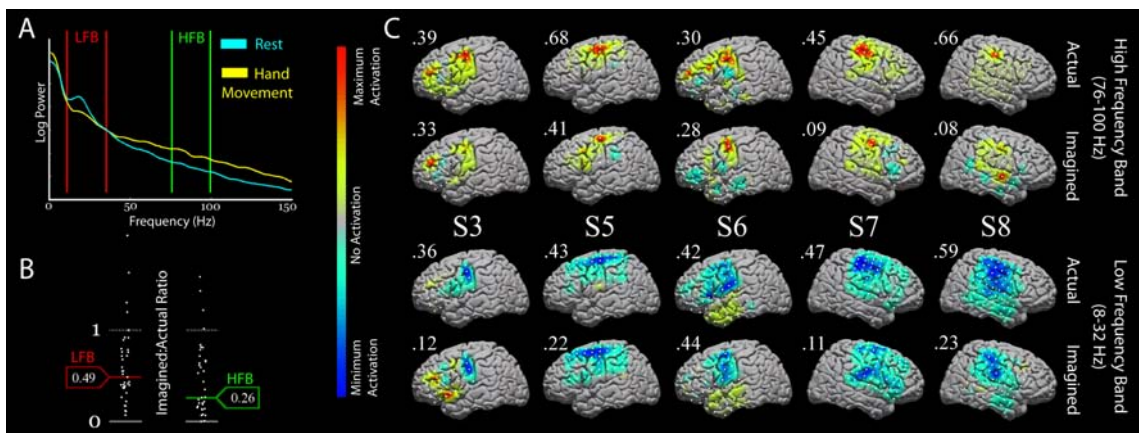 A
LFB
HFB
Rest
Hand
Movement
Log Power
0
50
100
150
Frequency (Hz)
Maximum
Activation
No Activation
Minimum
Activation
B
1
LFB
0.49
0
Imagined:Actual Ratio
HFB
0.26
C
.39 .68 .30 .45 .66
Actual
.33 .41 .28 .09 .08
Imagined
High Frequency Band
(76-100 Hz)
S3 S5 S6 S7 S8
.36 .43 .42 .47 .59
Actual
.12 .22 .44 .11 .23
Imagined
Low Frequency Band
(8-32 Hz)